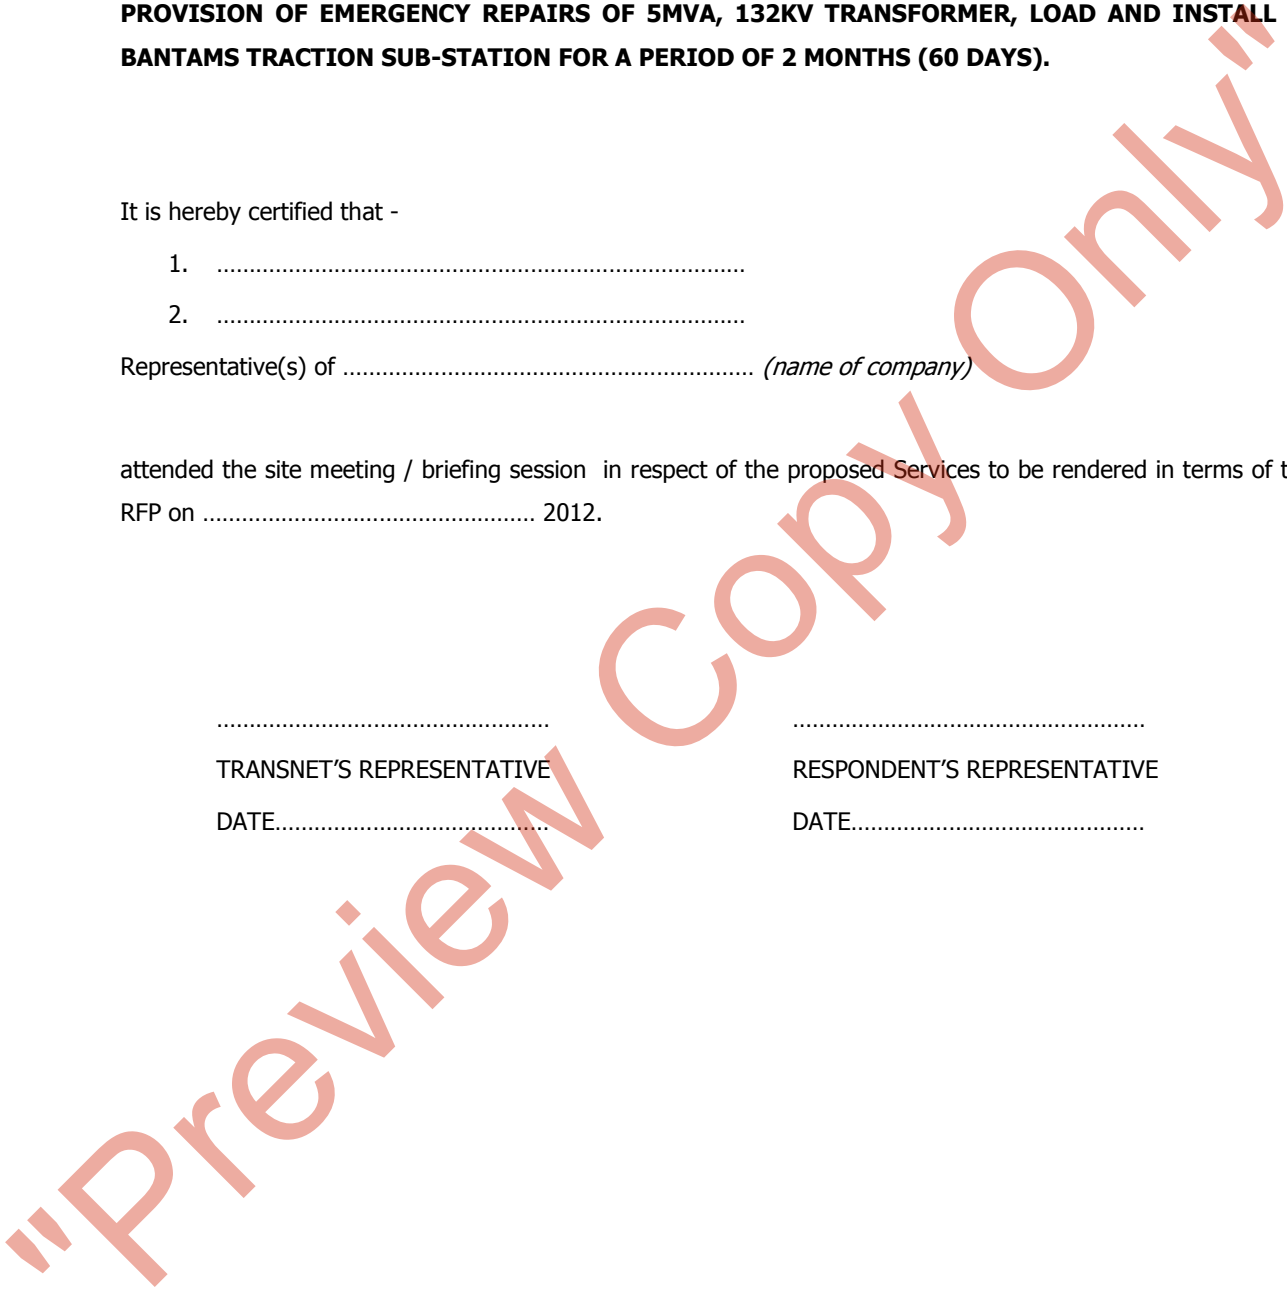 PROVISION OF EMERGENCY REPAIRS OF 5MVA, 132KV TRANSFORMER, LOAD AND INSTALL
BANTAMS TRACTION SUB-STATION FOR A PERIOD OF 2 MONTHS (60 DAYS).
It is hereby certified that -
1. ………………………………………………………………………
2. ………………………………………………………………………
Representative(s) of ……………………………………………………… (name of company)
attended the site meeting / briefing session in respect of the proposed Services to be rendered in terms of t
RFP on …………………………………………… 2012.
…………………………………………… ………………………………………………
TRANSNET’S REPRESENTATIVE RESPONDENT’S REPRESENTATIVE
DATE…………………………………… DATE………………………………………
"Preview Copy Only"